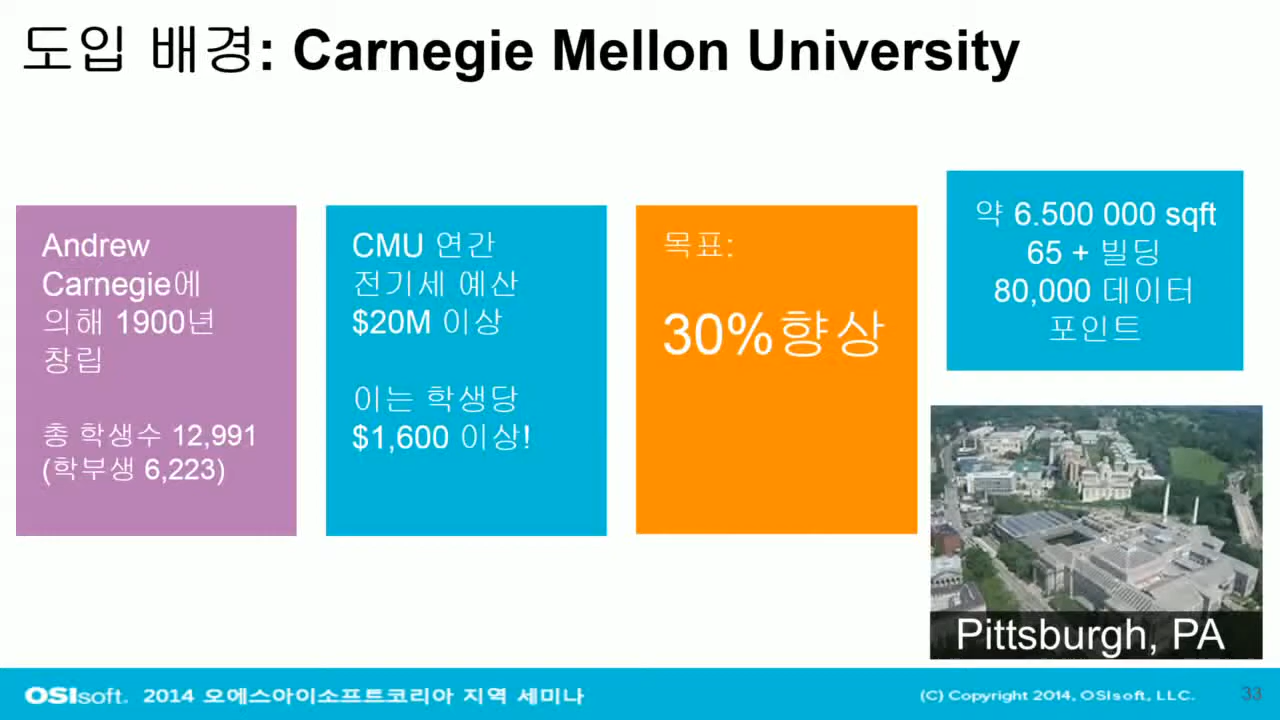 도입 배경: Carnegie Mellon University
Andrew
Carnegie에
의해 1900년
창립
총 학생수 12,991
(학부생 6,223)
CMU 연간
전기세 예산
$20M 이상
이는 학생당
$1,600 이상!
목표:
30%향상
약 6.500 000 sqft
65 + 빌딩
80,000 데이터
포인트
Pittsburgh, PA
OSIsoft. 2014 오에스아이소프트코리아 지역 세미나
(C) Copyright 2014, OSIsoft, LLC.
33